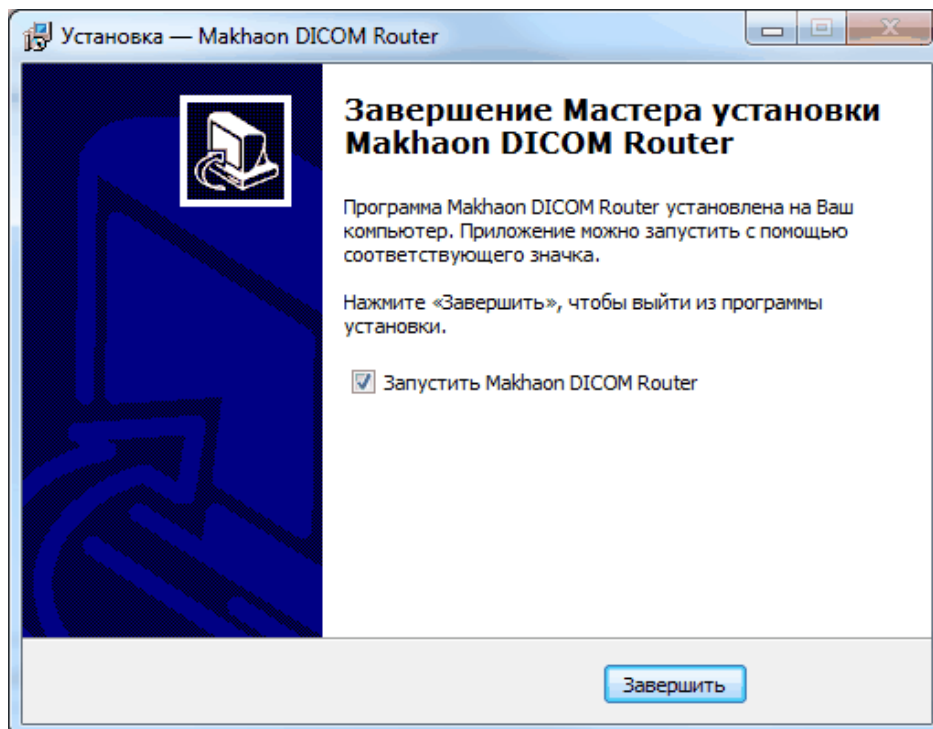 Установка — Makhaon DICOM Router
Завершение Мастера установки
Makhaon DICOM Router
Программа Makhaon DICOM Router установлена на Ваш
компьютер. Приложение можно запустить с помощью
соответствующего значка.
Нажмите «Завершить», чтобы выйти из программы
установки.
Запустить Makhaon DICOM Router
Завершить